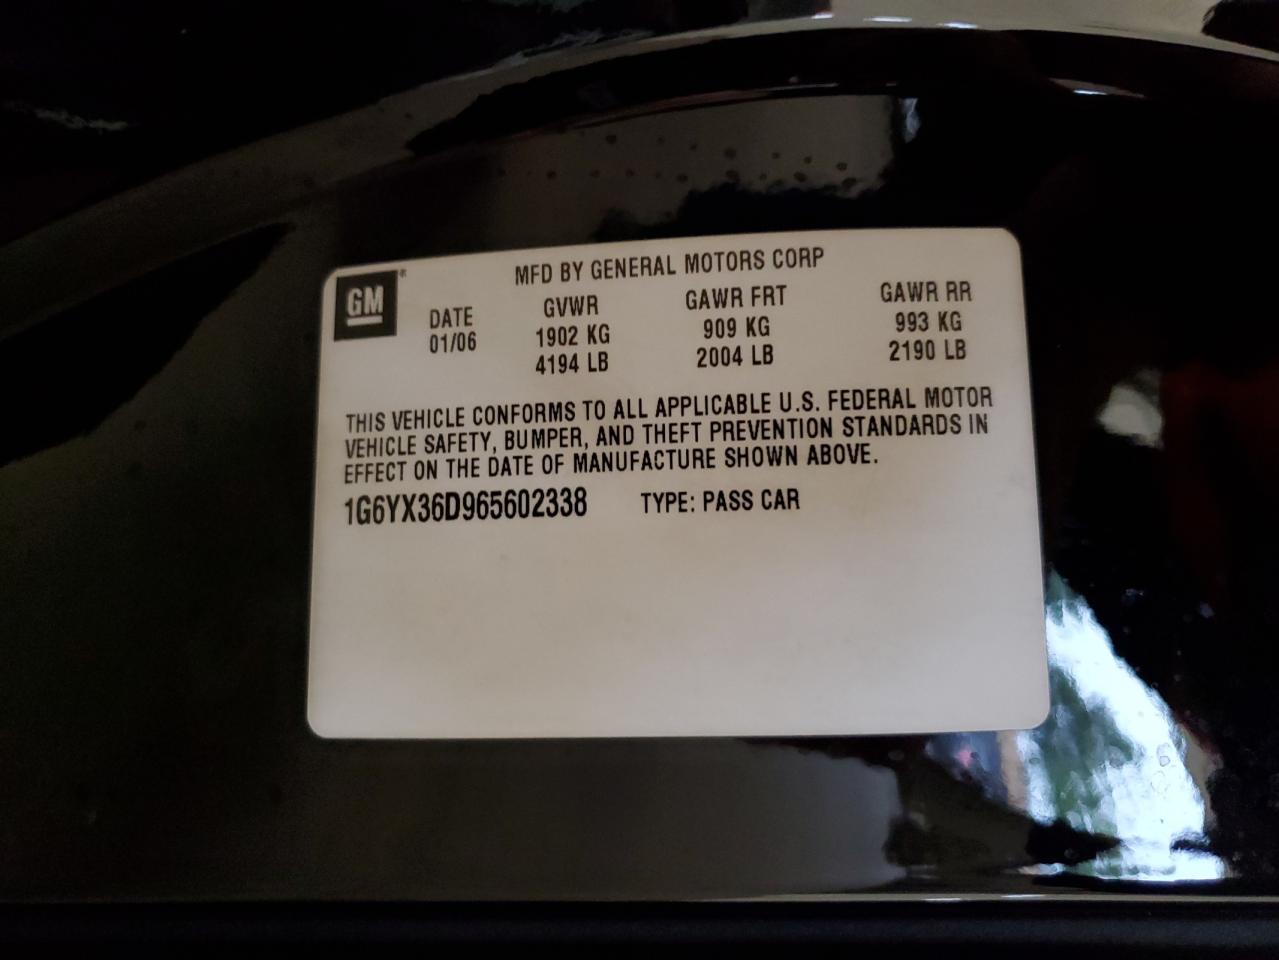 MFD BY GENERAL MOTORS CORP
GM®
DATE GVWR GAWR FRT GAWR RR
01/06 1902 KG 909 KG 993 KG
4194 LB 2004 LB 2190 LB
THIS VEHICLE CONFORMS TO ALL APPLICABLE U.S. FEDERAL MOTOR
VEHICLE SAFETY, BUMPER, AND THEFT PREVENTION STANDARDS IN
EFFECT ON THE DATE OF MANUFACTURE SHOWN ABOVE.
1G6YX36D965602338 TYPE: PASS CAR